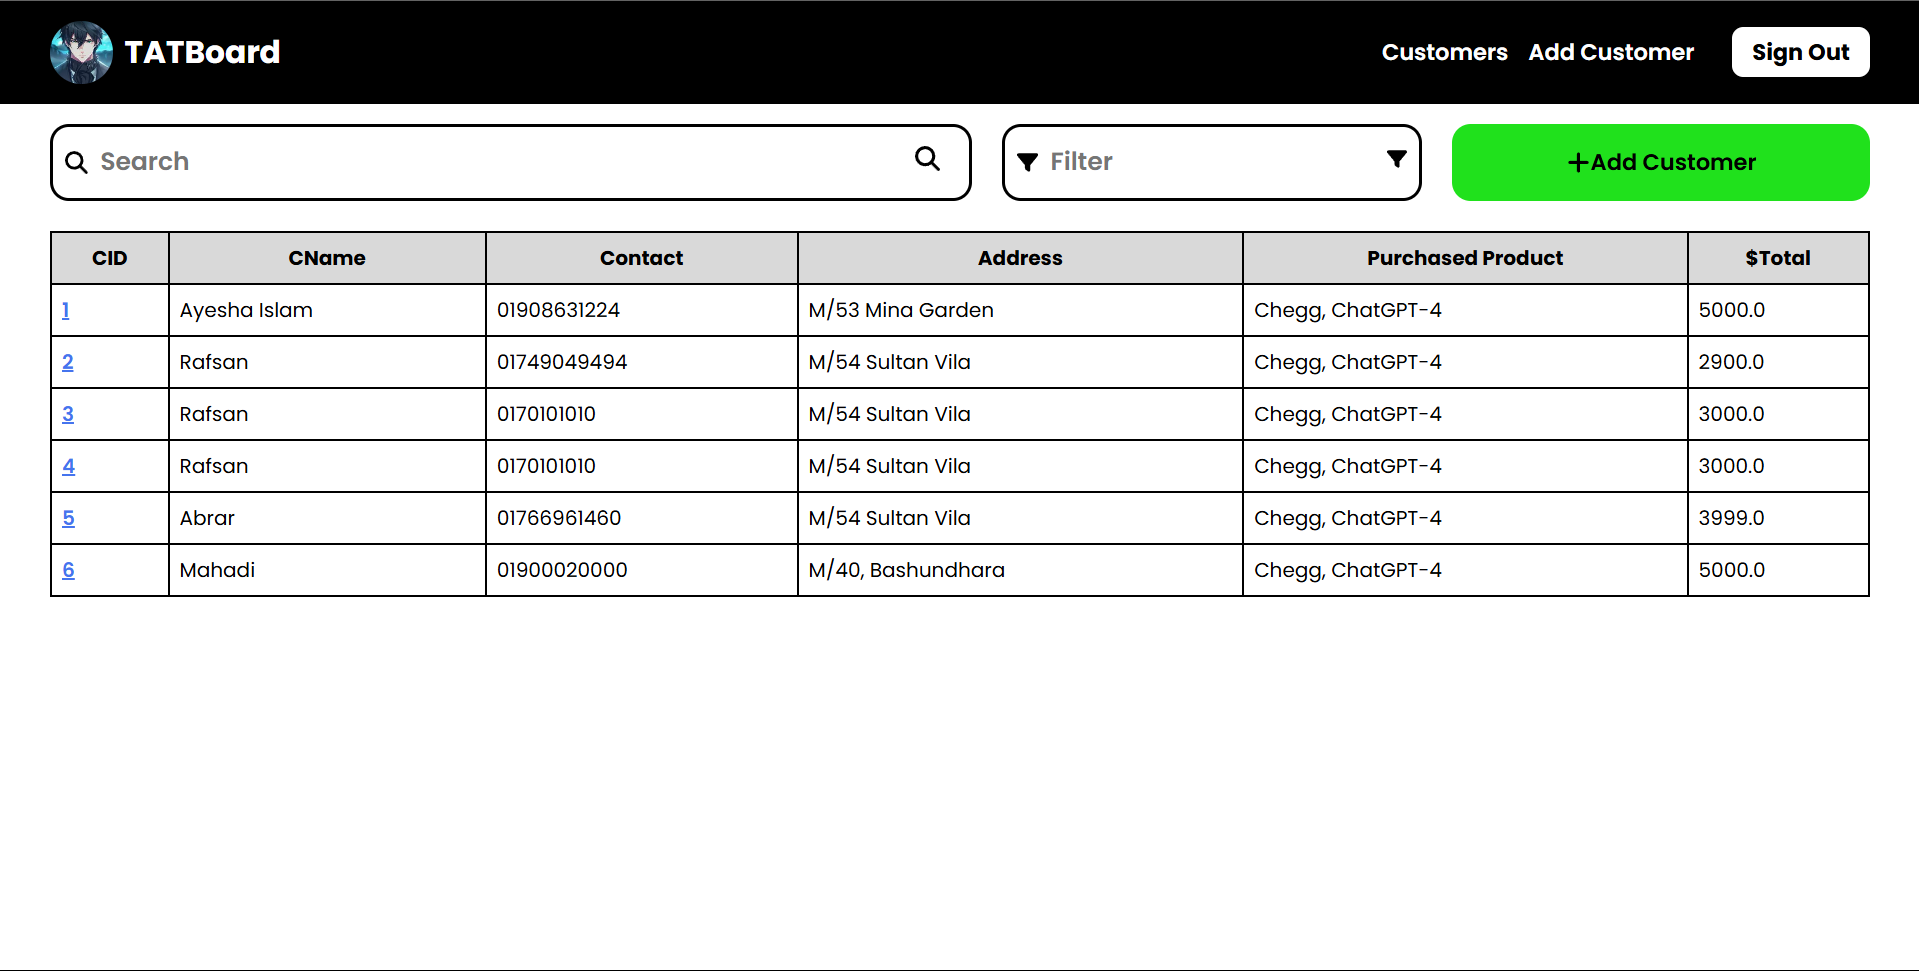 TATBoard Customers Add Customer Sign Out
Search Filter +Add Customer
CID CName Contact Address Purchased Product $Total
1 Ayesha Islam 01908631224 M/53 Mina Garden Chegg, ChatGPT-4 5000.0
2 Rafsan 01749049494 M/54 Sultan Vila Chegg, ChatGPT-4 2900.0
3 Rafsan 0170101010 M/54 Sultan Vila Chegg, ChatGPT-4 3000.0
4 Rafsan 0170101010 M/54 Sultan Vila Chegg, ChatGPT-4 3000.0
5 Abrar 01766961460 M/54 Sultan Vila Chegg, ChatGPT-4 3999.0
6 Mahadi 01900020000 M/40, Bashundhara Chegg, ChatGPT-4 5000.0